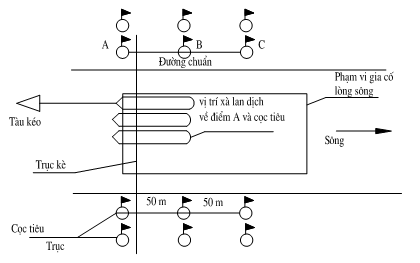 A
B
C
Đường chuẩn
Phạm vi gia cố
lòng sông
vị trí xà lan dịch
về điểm A và cọc tiêu
Tàu kéo
Sông
Trục kè
50 m
50 m
Cọc tiêu
Trục